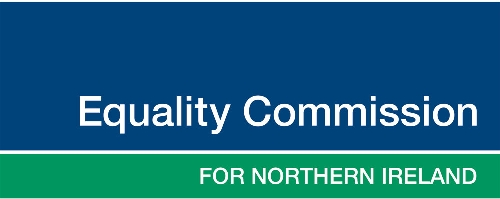 Equality Commission
FOR NORTHERN IRELAND